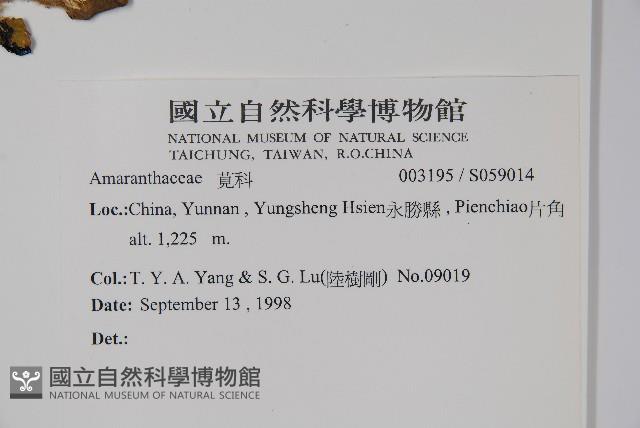 國立自然科學博物館
NATIONAL MUSEUM OF NATURAL SCIENCE
TAICHUNG, TAIWAN, R.O.CHINA
Amaranthaceae 莧科 003195 / S059014
Loc.:China, Yunnan , Yungsheng Hsien永勝縣 , Pienchiao片角
alt. 1,225 m.
Col.: T. Y. A. Yang & S. G. Lu(陸樹剛) No.09019
Date: September 13 , 1998
Det.:
國立自然科學博物館
NATIONAL MUSEUM OF NATURAL SCIENCE